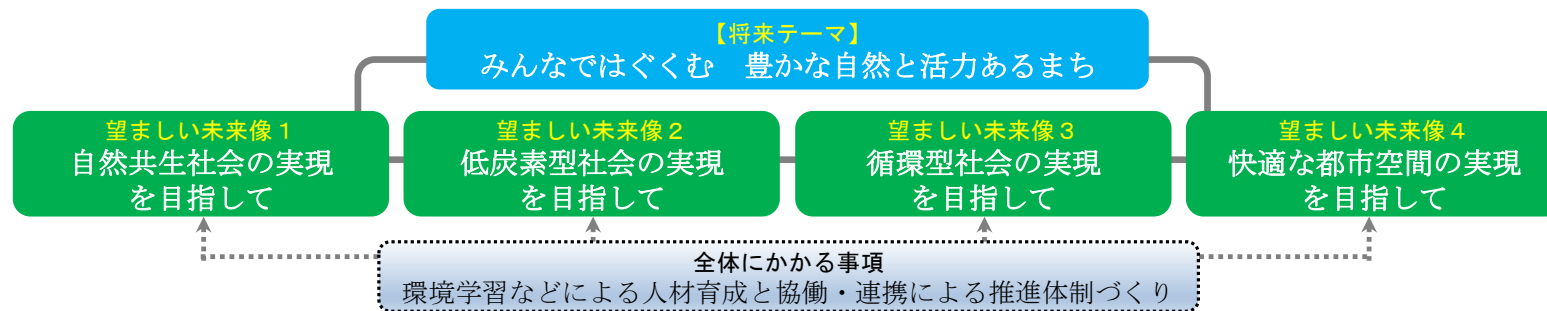 【将来テーマ】
みんなではぐくむ　豊かな自然と活力あるまち
望ましい未来像１
自然共生社会の実現
を目指して
望ましい未来像２
低炭素型社会の実現
を目指して
望ましい未来像３
循環型社会の実現
を目指して
望ましい未来像４
快適な都市空間の実現
を目指して
全体にかかる事項
環境学習などによる人材育成と協働・連携による推進体制づくり